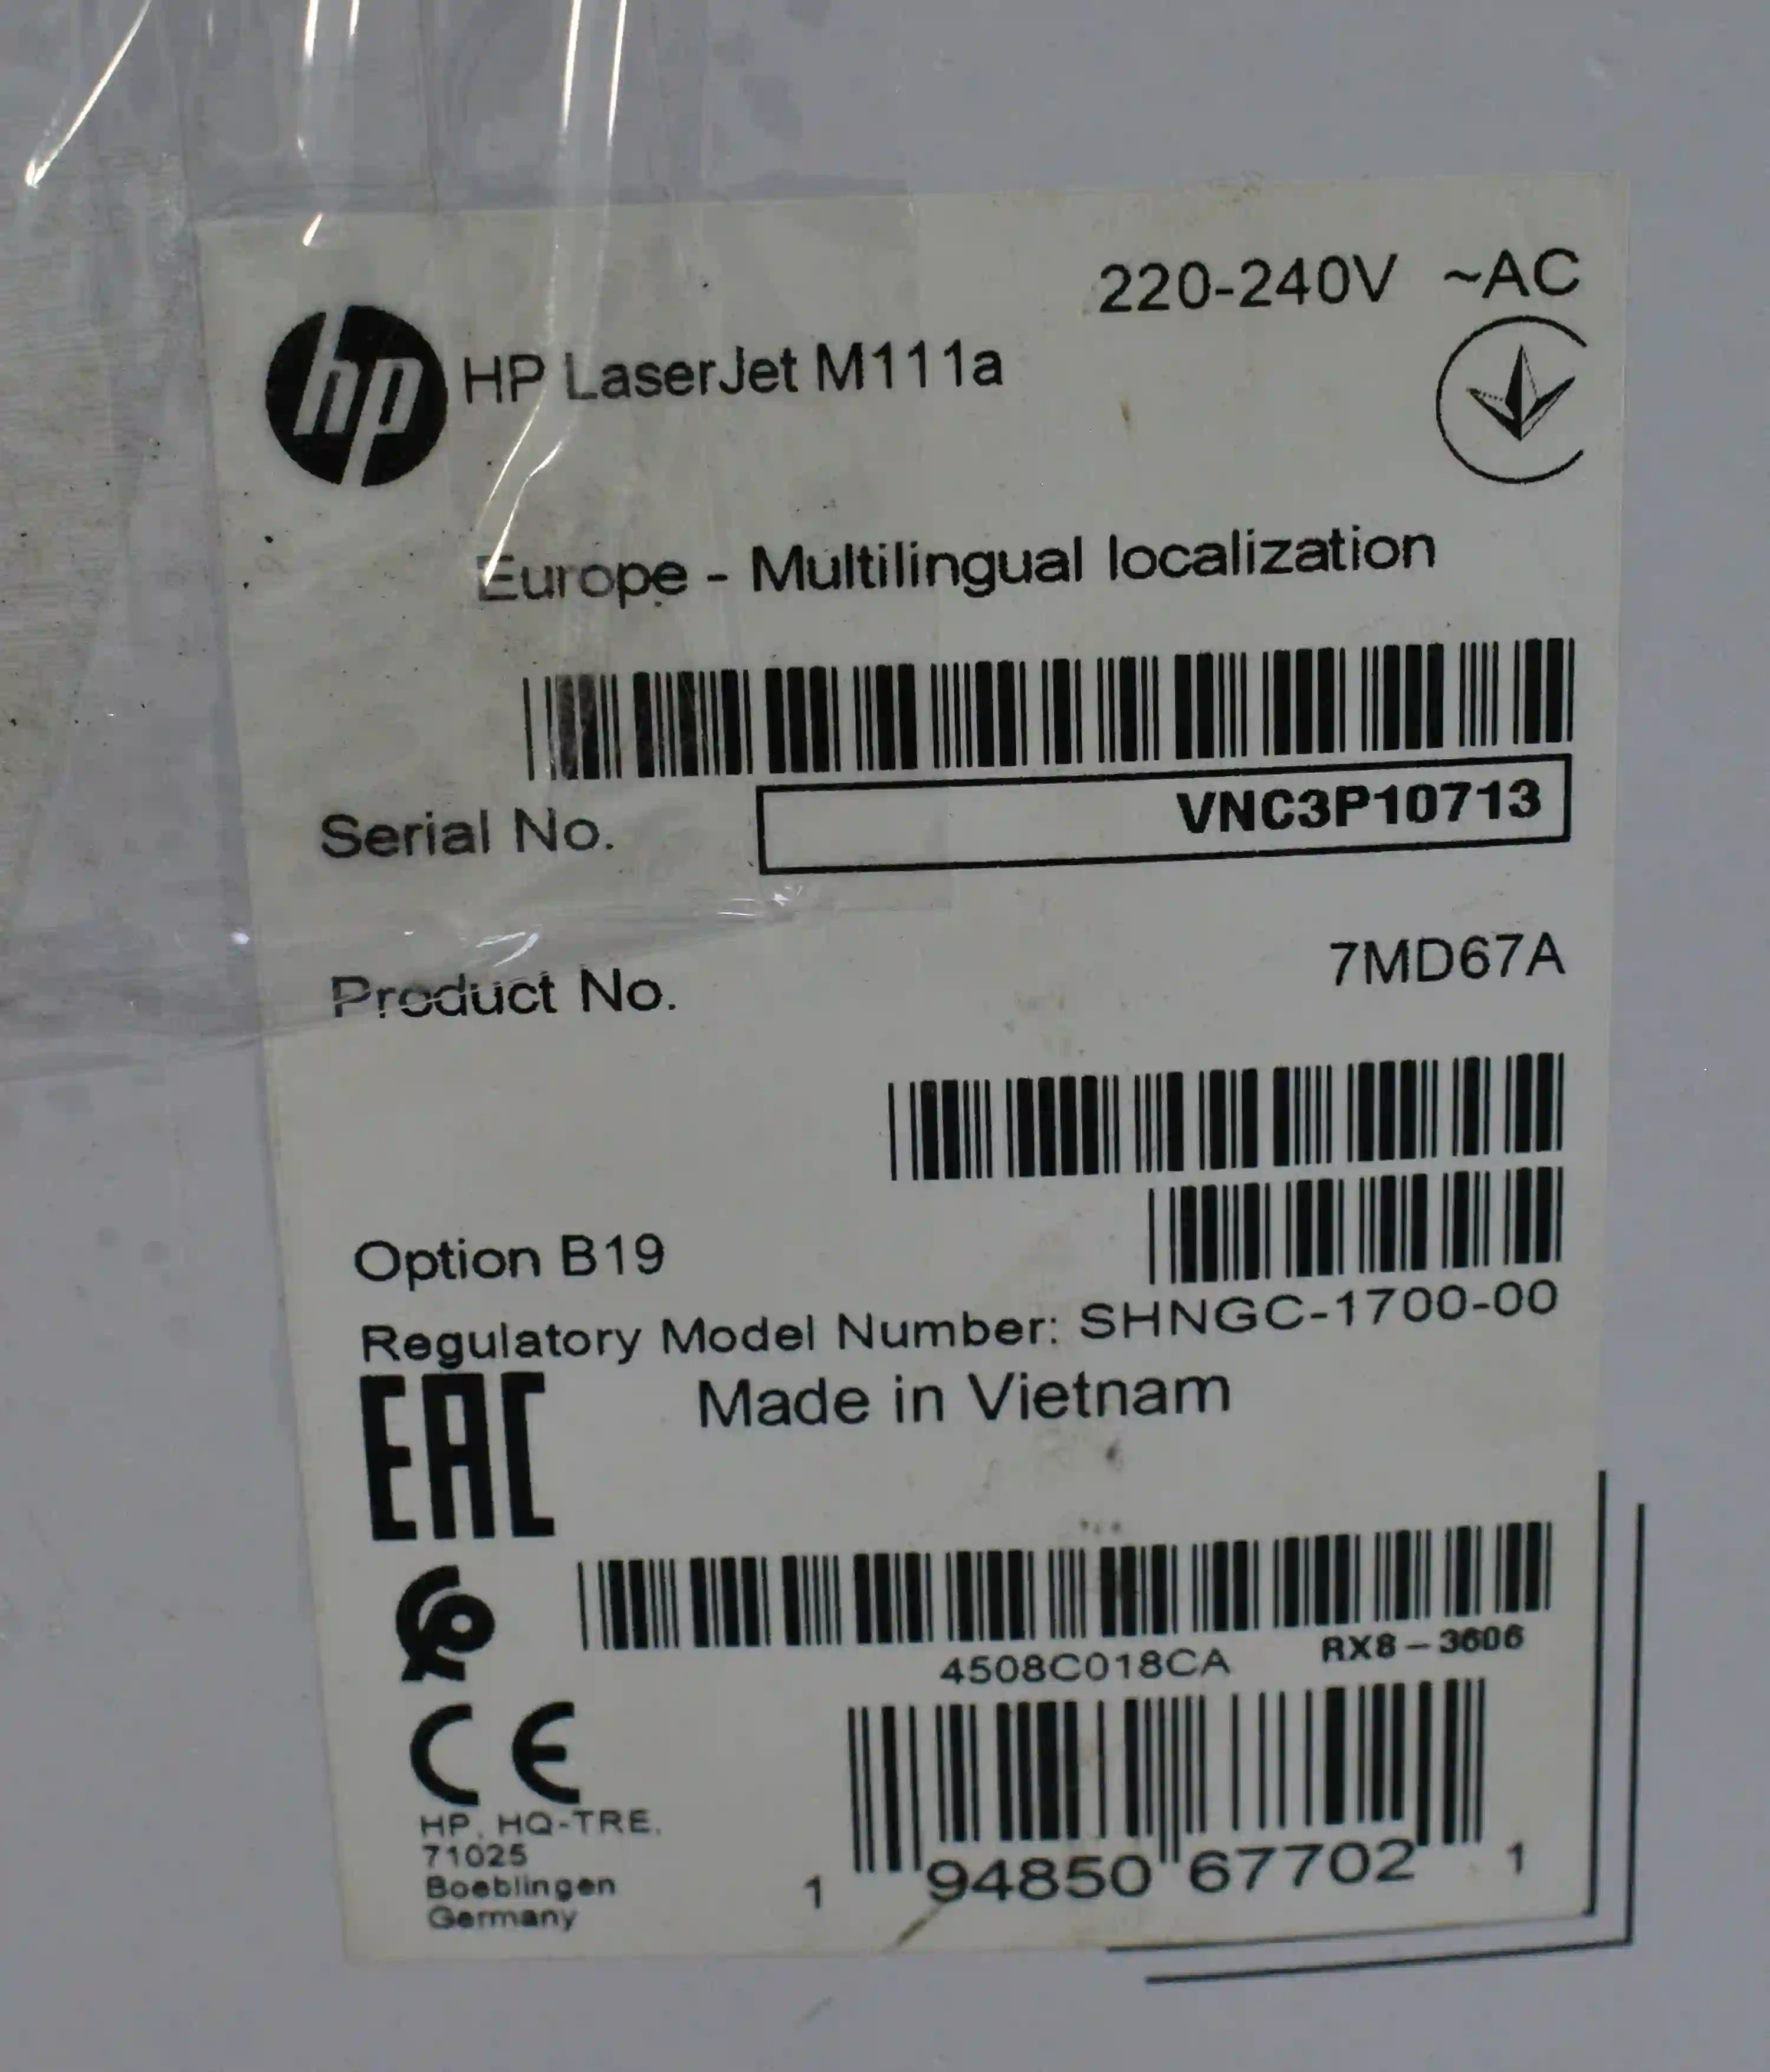 220-240V ~AC
hp HP LaserJet M111a
Europe - Multilingual localization
Serial No. VNC3P10713
Product No. 7MD67A
Option B19
Regulatory Model Number: SHNGC-1700-00
EAC Made in Vietnam
4508C018CA RX8-3606
CE
HP, HQ-TRE,
71025
Boeblingen
Germany
1 94850 67702 1